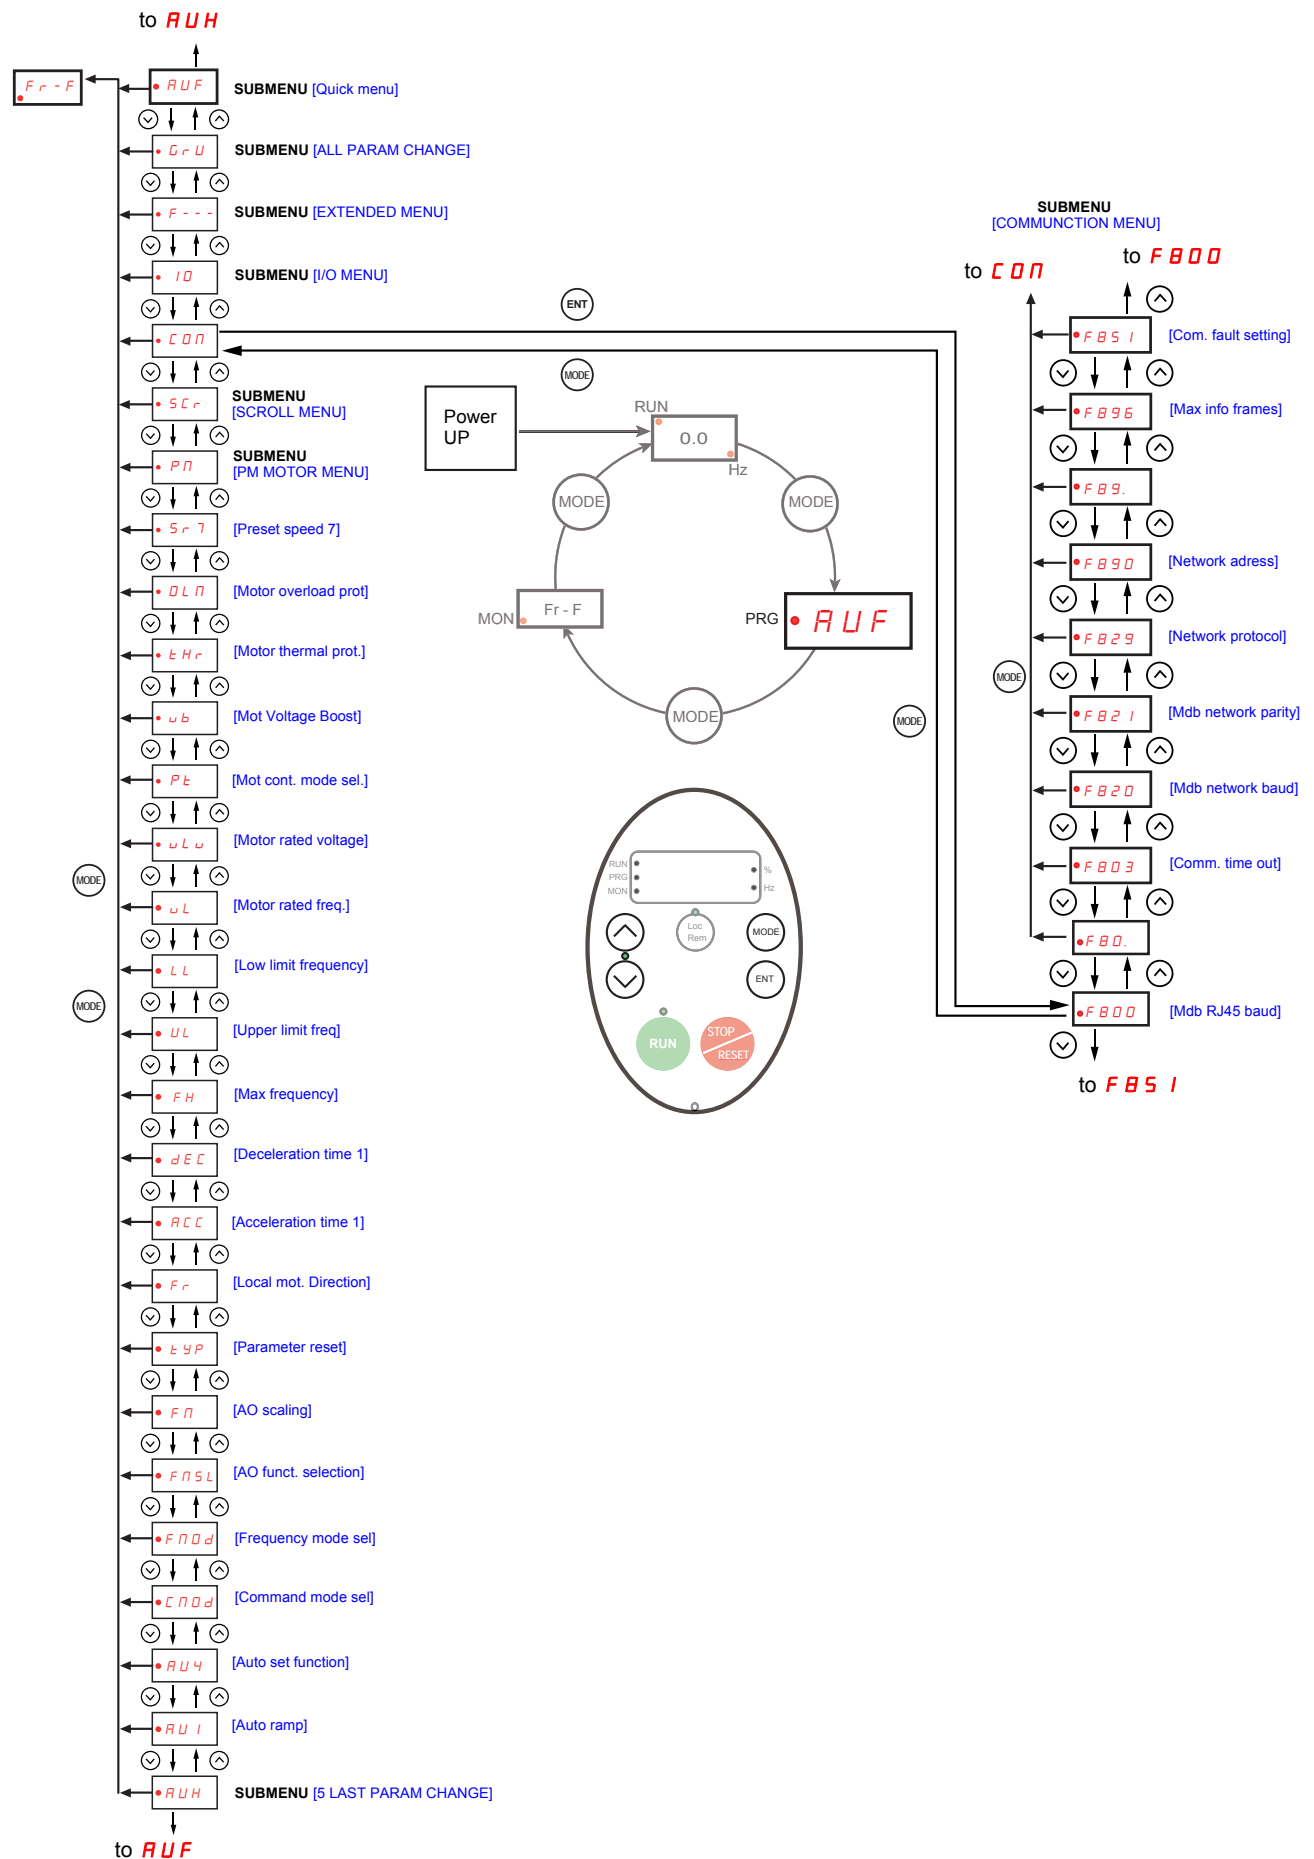 to AUH
Fr-F
AUF SUBMENU [Quick menu]
GrU SUBMENU [ALL PARAM CHANGE]
F--- SUBMENU [EXTENDED MENU]
IO SUBMENU [I/O MENU]
COM
SCr SUBMENU
[SCROLL MENU]
PM SUBMENU
[PM MOTOR MENU]
Sr7 [Preset speed 7]
OLM [Motor overload prot]
tHr [Motor thermal prot.]
ub [Mot Voltage Boost]
Pt [Mot cont. mode sel.]
uLu [Motor rated voltage]
MODE
uL [Motor rated freq.]
LL [Low limit frequency]
MODE
UL [Upper limit freq]
FH [Max frequency]
dEC [Deceleration time 1]
ACC [Acceleration time 1]
Fr [Local mot. Direction]
tYP [Parameter reset]
FM [AO scaling]
FMSL [AO funct. selection]
FMOd [Frequency mode sel]
CMOd [Command mode sel]
AU4 [Auto set function]
AU1 [Auto ramp]
AUH SUBMENU [5 LAST PARAM CHANGE]
to AUF
ENT
MODE
Power
UP
RUN
0.0
Hz
MODE
MODE
MON
Fr - F
PRG
AUF
MODE
MODE
RUN
PRG
MON
%
Hz
Loc
Rem
MODE
ENT
RUN
STOP
RESET
SUBMENU
[COMMUNCTION MENU]
to COM
to F800
F851 [Com. fault setting]
F896 [Max info frames]
F89.
F890 [Network adress]
F829 [Network protocol]
MODE
F821 [Mdb network parity]
F820 [Mdb network baud]
F803 [Comm. time out]
F80.
F800 [Mdb RJ45 baud]
to F851